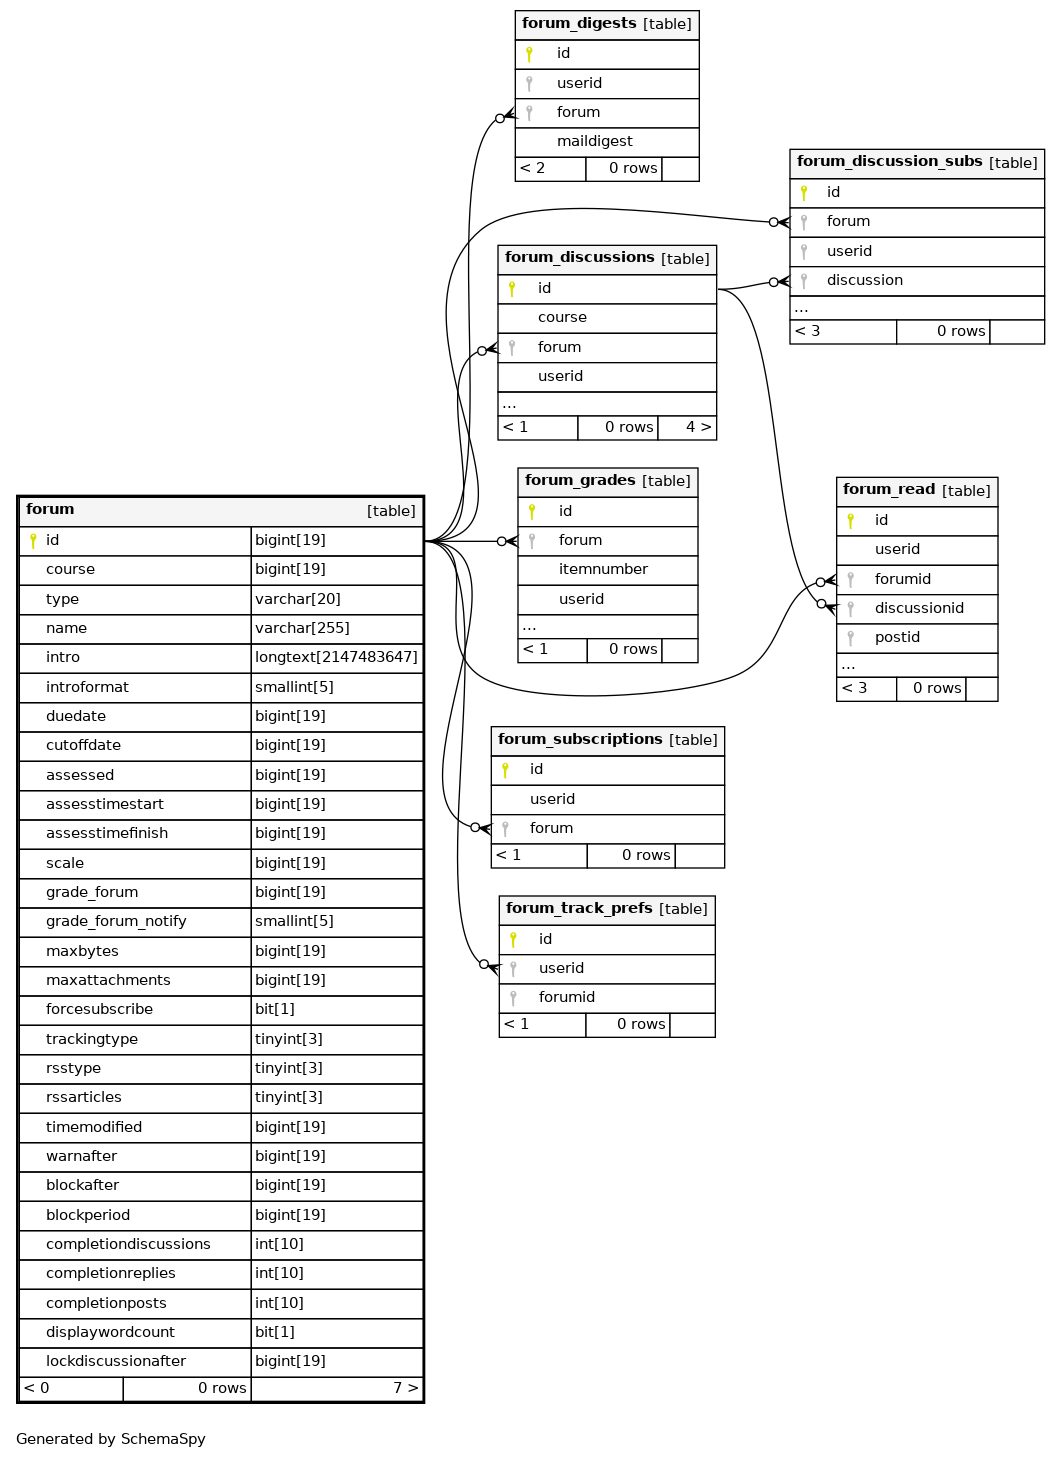 forum_digests [table]
id
userid
forum
maildigest
< 2 0 rows
forum_discussion_subs [table]
id
forum
userid
discussion
...
< 3 0 rows
forum_discussions [table]
id
course
forum
userid
...
< 1 0 rows 4 >
forum_grades [table]
id
forum
itemnumber
userid
...
< 1 0 rows
forum_read [table]
id
userid
forumid
discussionid
postid
...
< 3 0 rows
forum [table]
id bigint[19]
course bigint[19]
type varchar[20]
name varchar[255]
intro longtext[2147483647]
introformat smallint[5]
duedate bigint[19]
cutoffdate bigint[19]
assessed bigint[19]
assesstimestart bigint[19]
assesstimefinish bigint[19]
scale bigint[19]
grade_forum bigint[19]
grade_forum_notify smallint[5]
maxbytes bigint[19]
maxattachments bigint[19]
forcesubscribe bit[1]
trackingtype tinyint[3]
rsstype tinyint[3]
rssarticles tinyint[3]
timemodified bigint[19]
warnafter bigint[19]
blockafter bigint[19]
blockperiod bigint[19]
completiondiscussions int[10]
completionreplies int[10]
completionposts int[10]
displaywordcount bit[1]
lockdiscussionafter bigint[19]
< 0 0 rows 7 >
forum_subscriptions [table]
id
userid
forum
< 1 0 rows
forum_track_prefs [table]
id
userid
forumid
< 1 0 rows
Generated by SchemaSpy